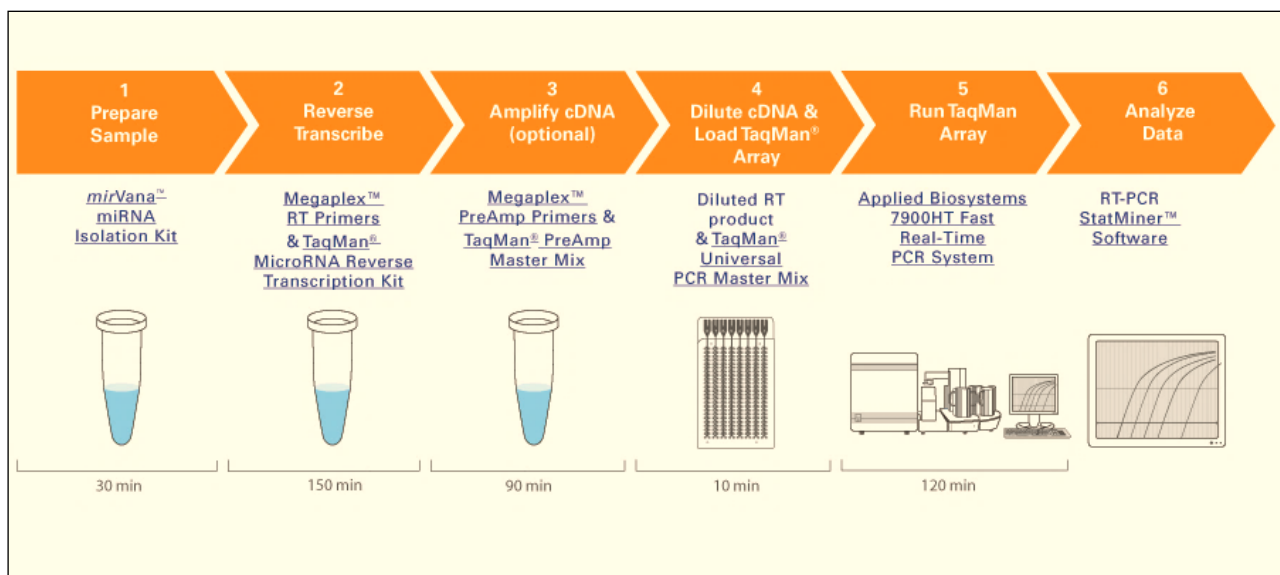 1
Prepare
Sample
2
Reverse
Transcribe
3
Amplify cDNA
(optional)
4
Dilute cDNA &
Load TaqMan®
Array
5
Run TaqMan
Array
6
Analyze
Data
mirVana™
miRNA
Isolation Kit
Megaplex™
RT Primers
& TaqMan®
MicroRNA Reverse
Transcription Kit
Megaplex™
PreAmp Primers &
TaqMan® PreAmp
Master Mix
Diluted RT
product
& TaqMan®
Universal
PCR Master Mix
Applied Biosystems
7900HT Fast
Real-Time
PCR System
RT-PCR
StatMiner™
Software
30 min
150 min
90 min
10 min
120 min